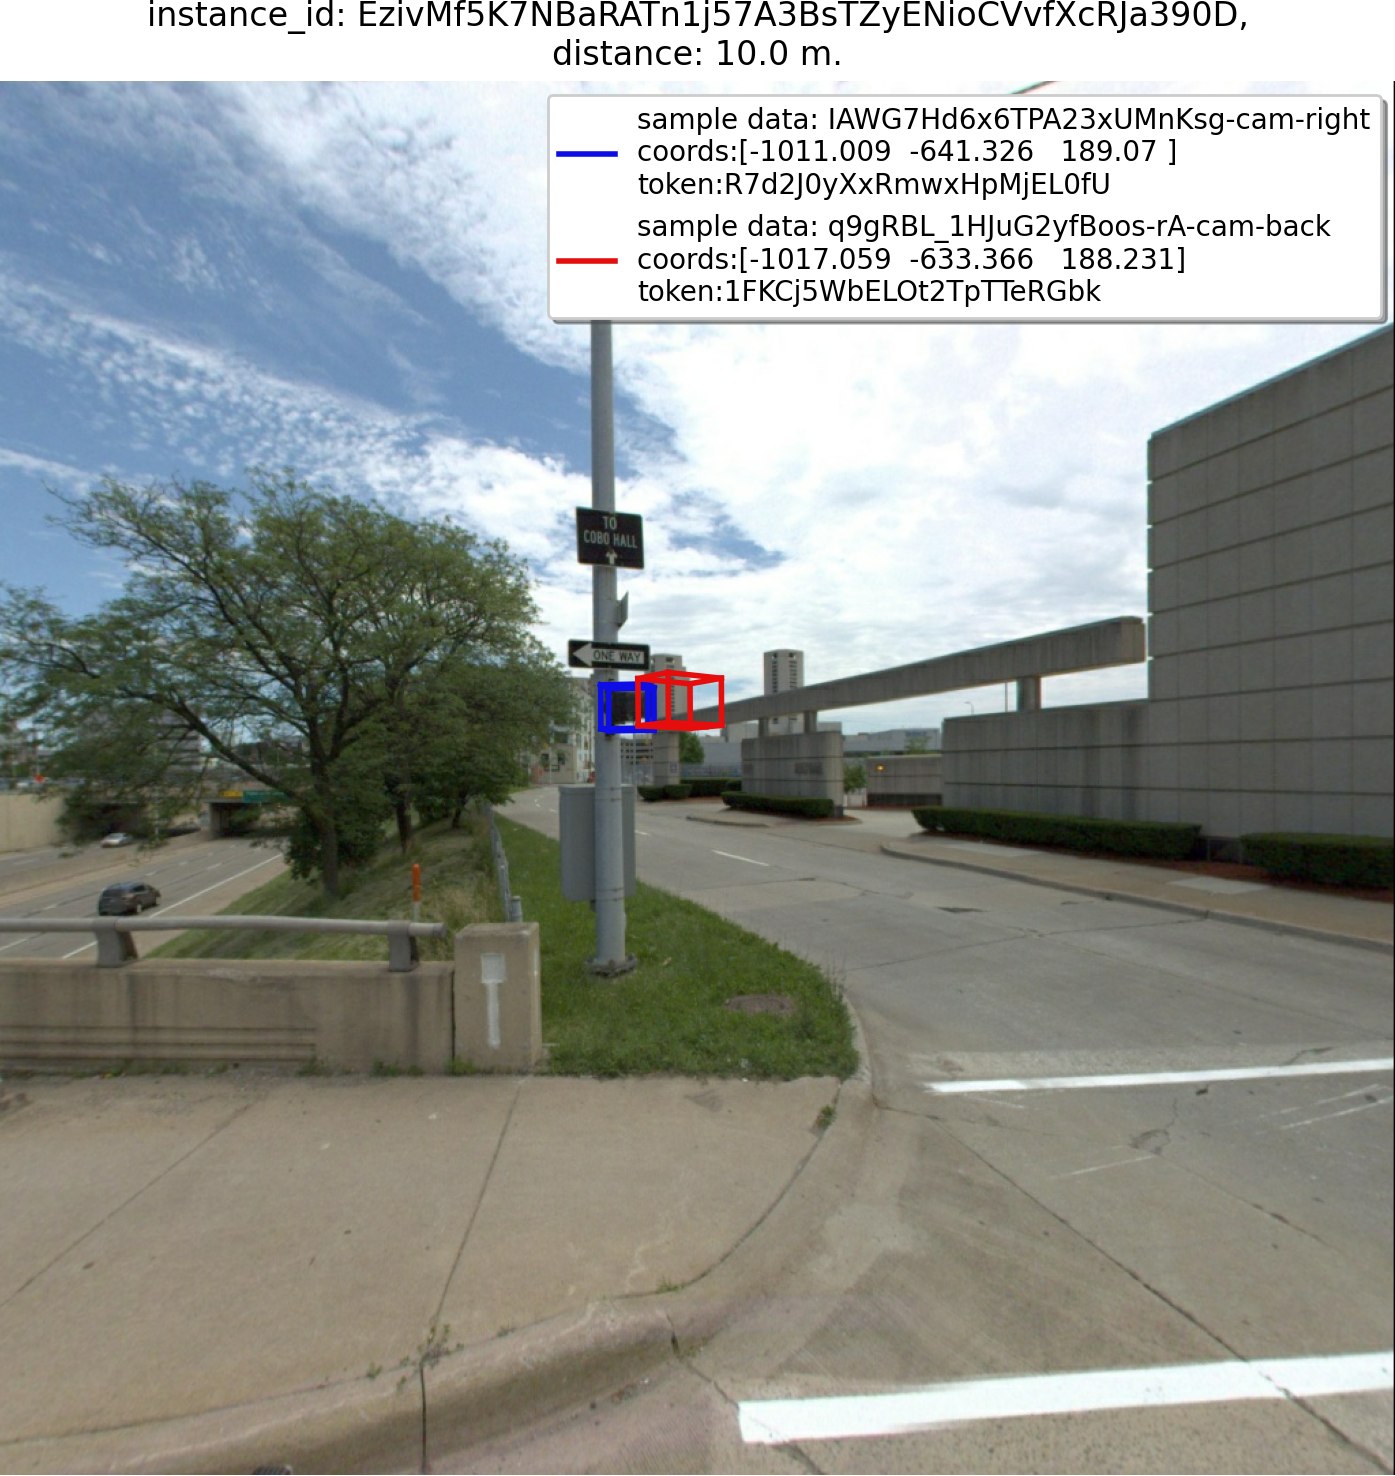 instance_id: EzivMf5K7NBaRATn1j57A3BsTZyENioCVvfXcRJa390D,
distance: 10.0 m.
sample data: IAWG7Hd6x6TPA23xUMnKsg-cam-right
coords:[-1011.009 -641.326 189.07 ]
token:R7d2J0yXxRmwxHpMjEL0fU
sample data: q9gRBL_1HJuG2yfBoos-rA-cam-back
coords:[-1017.059 -633.366 188.231]
token:1FKCj5WbELOt2TpTTeRGbk
TO
COBO HALL
ONE WAY